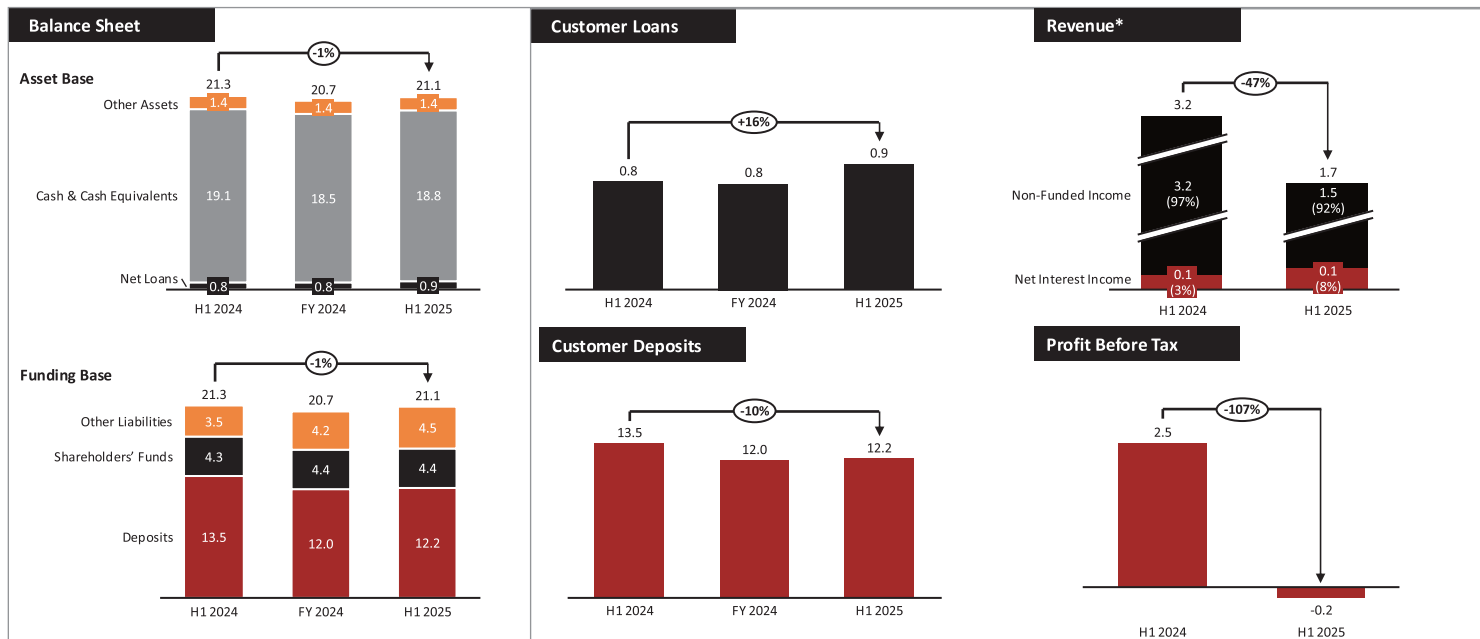 Balance Sheet
Asset Base
-1%
21.3
20.7
21.1
Other Assets
1.4
1.4
1.4
Cash & Cash Equivalents
19.1
18.5
18.8
Net Loans
0.8
0.8
0.9
H1 2024
FY 2024
H1 2025
Funding Base
-1%
21.3
20.7
21.1
Other Liabilities
3.5
4.2
4.5
Shareholders' Funds
4.3
4.4
4.4
Deposits
13.5
12.0
12.2
H1 2024
FY 2024
H1 2025
Customer Loans
+16%
0.8
0.8
0.9
H1 2024
FY 2024
H1 2025
Customer Deposits
-10%
13.5
12.0
12.2
H1 2024
FY 2024
H1 2025
Revenue*
-47%
3.2
1.7
Non-Funded Income
3.2
(97%)
1.5
(92%)
Net Interest Income
0.1
(3%)
0.1
(8%)
H1 2024
H1 2025
Profit Before Tax
-107%
2.5
-0.2
H1 2024
H1 2025